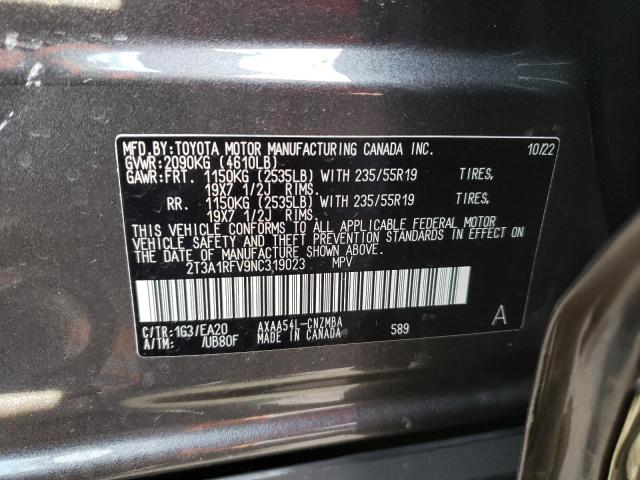 MFD.BY:TOYOTA MOTOR MANUFACTURING CANADA INC. 10/22
GVWR:2090KG (4610LB)
GAWR:FRT. 1150KG (2535LB) WITH 235/55R19 TIRES,
19X7 1/2J RIMS.
RR. 1150KG (2535LB) WITH 235/55R19 TIRES,
19X7 1/2J RIMS.
THIS VEHICLE CONFORMS TO ALL APPLICABLE FEDERAL MOTOR
VEHICLE SAFETY AND THEFT PREVENTION STANDARDS IN EFFECT
ON THE DATE OF MANUFACTURE SHOWN ABOVE.
2T3A1RFV9NC319023 MPV
C/TR:1G3/EA20 AXAA54L-CNZMBA 589 A
A/TM: /UB80F MADE IN CANADA